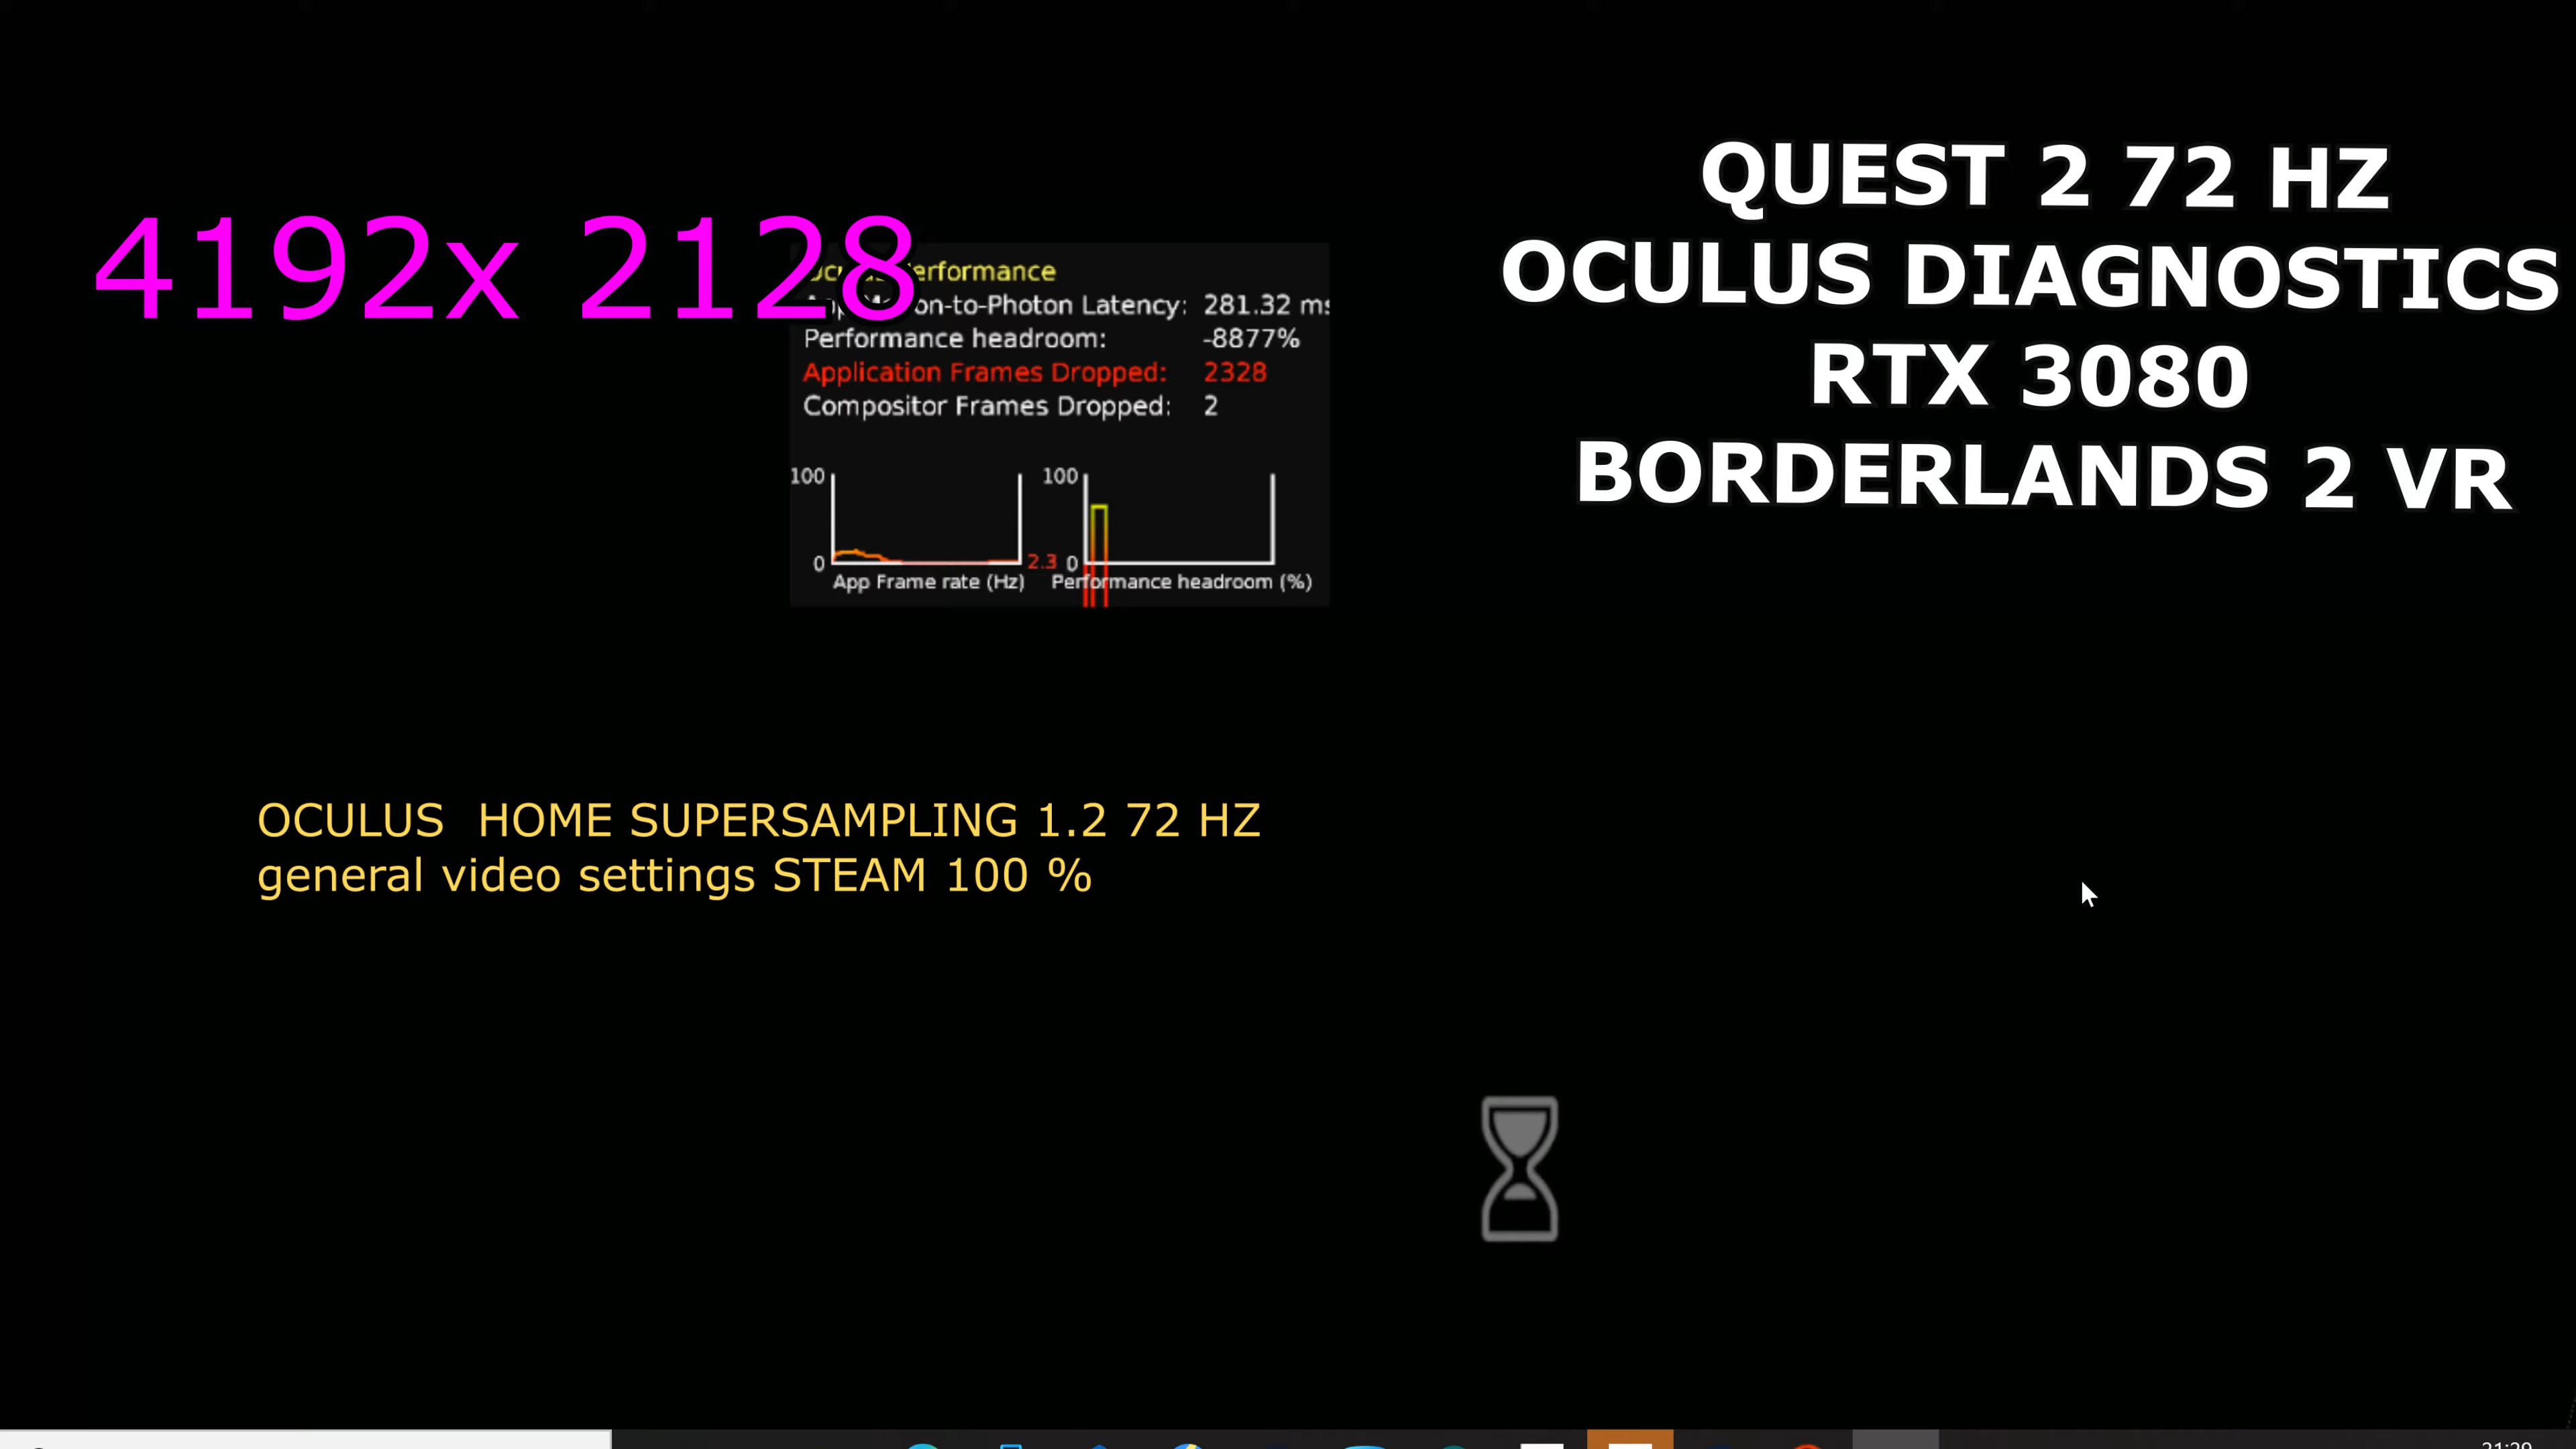 4192x 2128
QUEST 2 72 HZ
OCULUS DIAGNOSTICS
RTX 3080
BORDERLANDS 2 VR
erformance
on-to-Photon Latency: 281.32 ms
Performance headroom: -8877%
Application Frames Dropped: 2328
Compositor Frames Dropped: 2
100
0
2.3
App Frame rate (Hz)
100
0
Performance headroom (%)
OCULUS HOME SUPERSAMPLING 1.2 72 HZ
general video settings STEAM 100 %